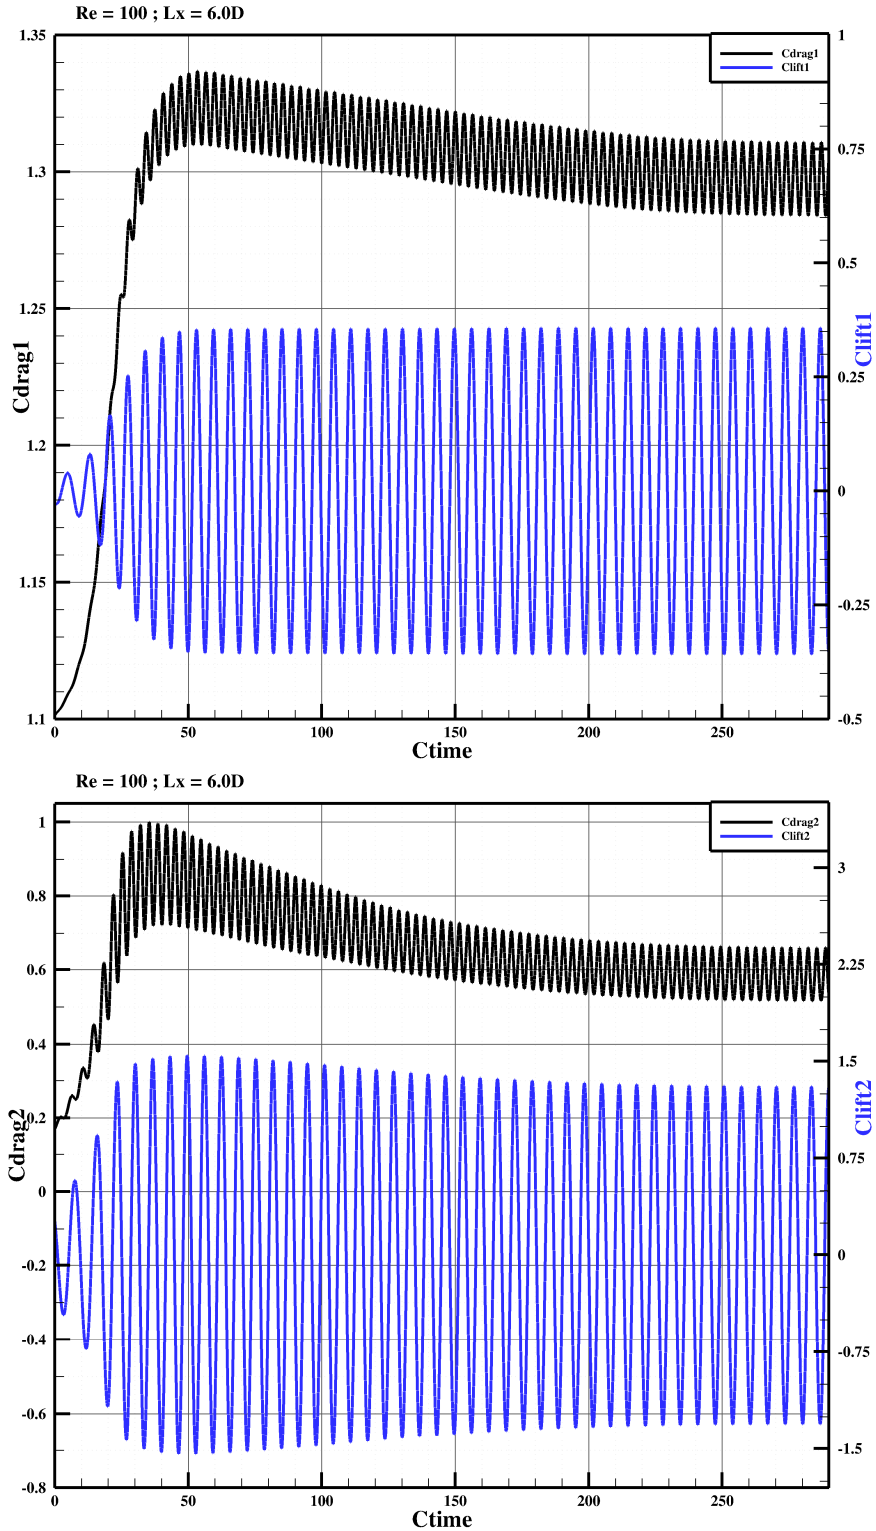 Re = 100 ; Lx = 6.0D
1.35
1
Cdrag1
Clift1
0.75
1.3
0.5
1.25
Cdrag1
Clift1
0.25
1.2
0
1.15
-0.25
1.1
-0.5
0 50 100 150 200 250
Ctime
Re = 100 ; Lx = 6.0D
1
Cdrag2
Clift2
3
0.8
2.25
0.6
0.4
1.5
Cdrag2
Clift2
0.2
0.75
0
0
-0.2
-0.4
-0.75
-0.6
-1.5
-0.8
0 50 100 150 200 250
Ctime